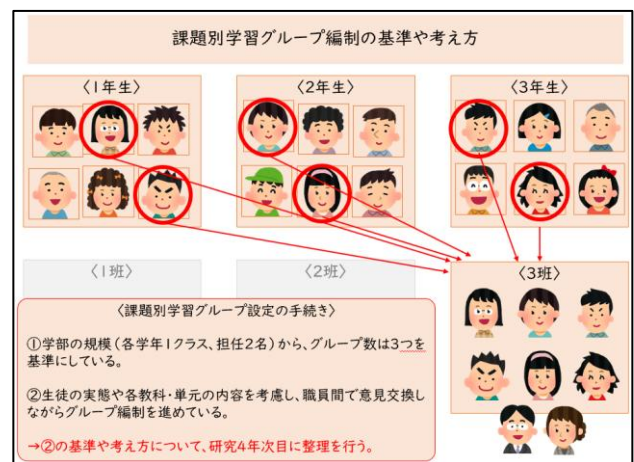 課題別学習グループ編制の基準や考え方
〈1年生〉
〈2年生〉
〈3年生〉
〈1班〉
〈2班〉
〈3班〉
〈課題別学習グループ設定の手続き〉
①学部の規模(各学年1クラス、担任2名)から、グループ数は3つを
基準にしている。
②生徒の実態や各教科・単元の内容を考慮し、職員間で意見交換し
ながらグループ編制を進めている。
→②の基準や考え方について、研究4年次目に整理を行う。